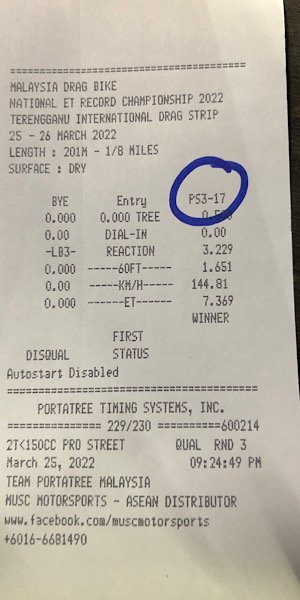 ========================================
MALAYSIA DRAG BIKE
NATIONAL ET RECORD CHAMPIONSHIP 2022
TERENGGANU INTERNATIONAL DRAG STRIP
25 - 26 MARCH 2022
LENGTH : 201M - 1/8 MILES
SURFACE : DRY
BYE Entry PS3-17
0.000 0.000 TREE
0.00 DIAL-IN 0.00
-LB3- REACTION 3.229
0.000 ------60FT----- 1.651
0.00 -----KM/H------ 144.81
0.000 ------ET------- 7.369
WINNER
FIRST
DISQUAL STATUS
Autostart Disabled
========================================
PORTATREE TIMING SYSTEMS, INC.
=============== 229/230 ==========600214
2T<150CC PRO STREET QUAL RND 3
March 25, 2022 09:24:49 PM
TEAM PORTATREE MALAYSIA
MUSC MOTORSPORTS - ASEAN DISTRIBUTOR
www.facebook.com/muscmotorsports
+6016-6681490